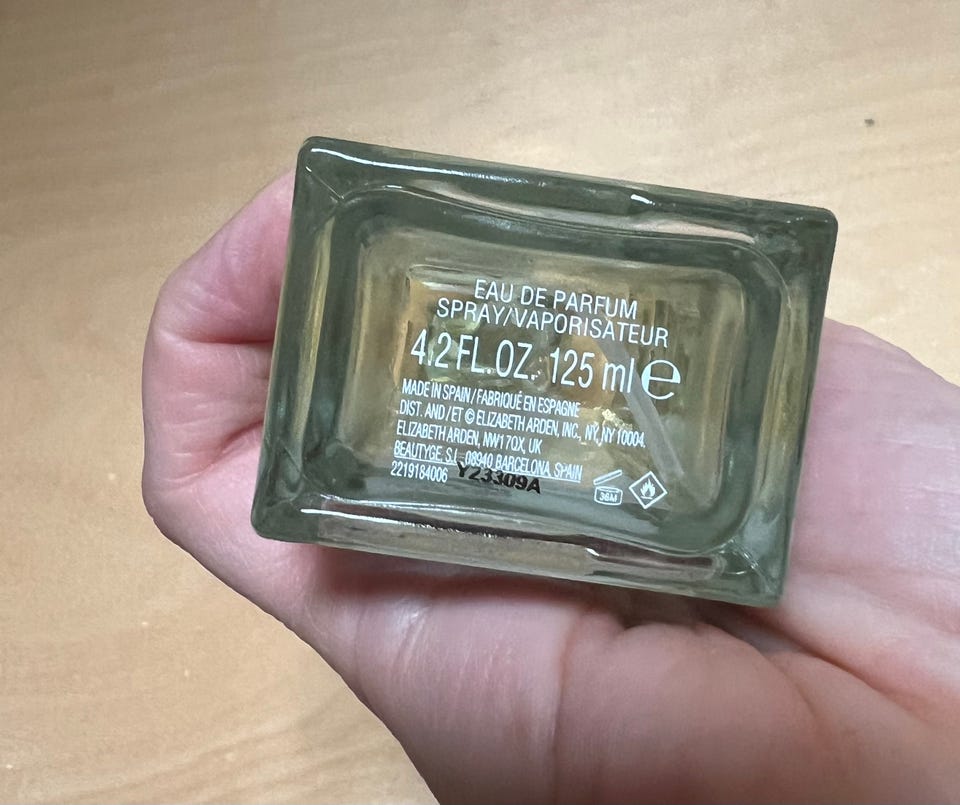 EAU DE PARFUM
SPRAY/VAPORISATEUR
4.2 FL.OZ. 125 ml e
MADE IN SPAIN / FABRIQUÉ EN ESPAGNE
DIST. AND / ET © ELIZABETH ARDEN, INC., NY, NY 10004.
ELIZABETH ARDEN, NW1 7QX, UK
BEAUTYGE, S.L., 08940 BARCELONA, SPAIN
2219184006 Y23309A
36M